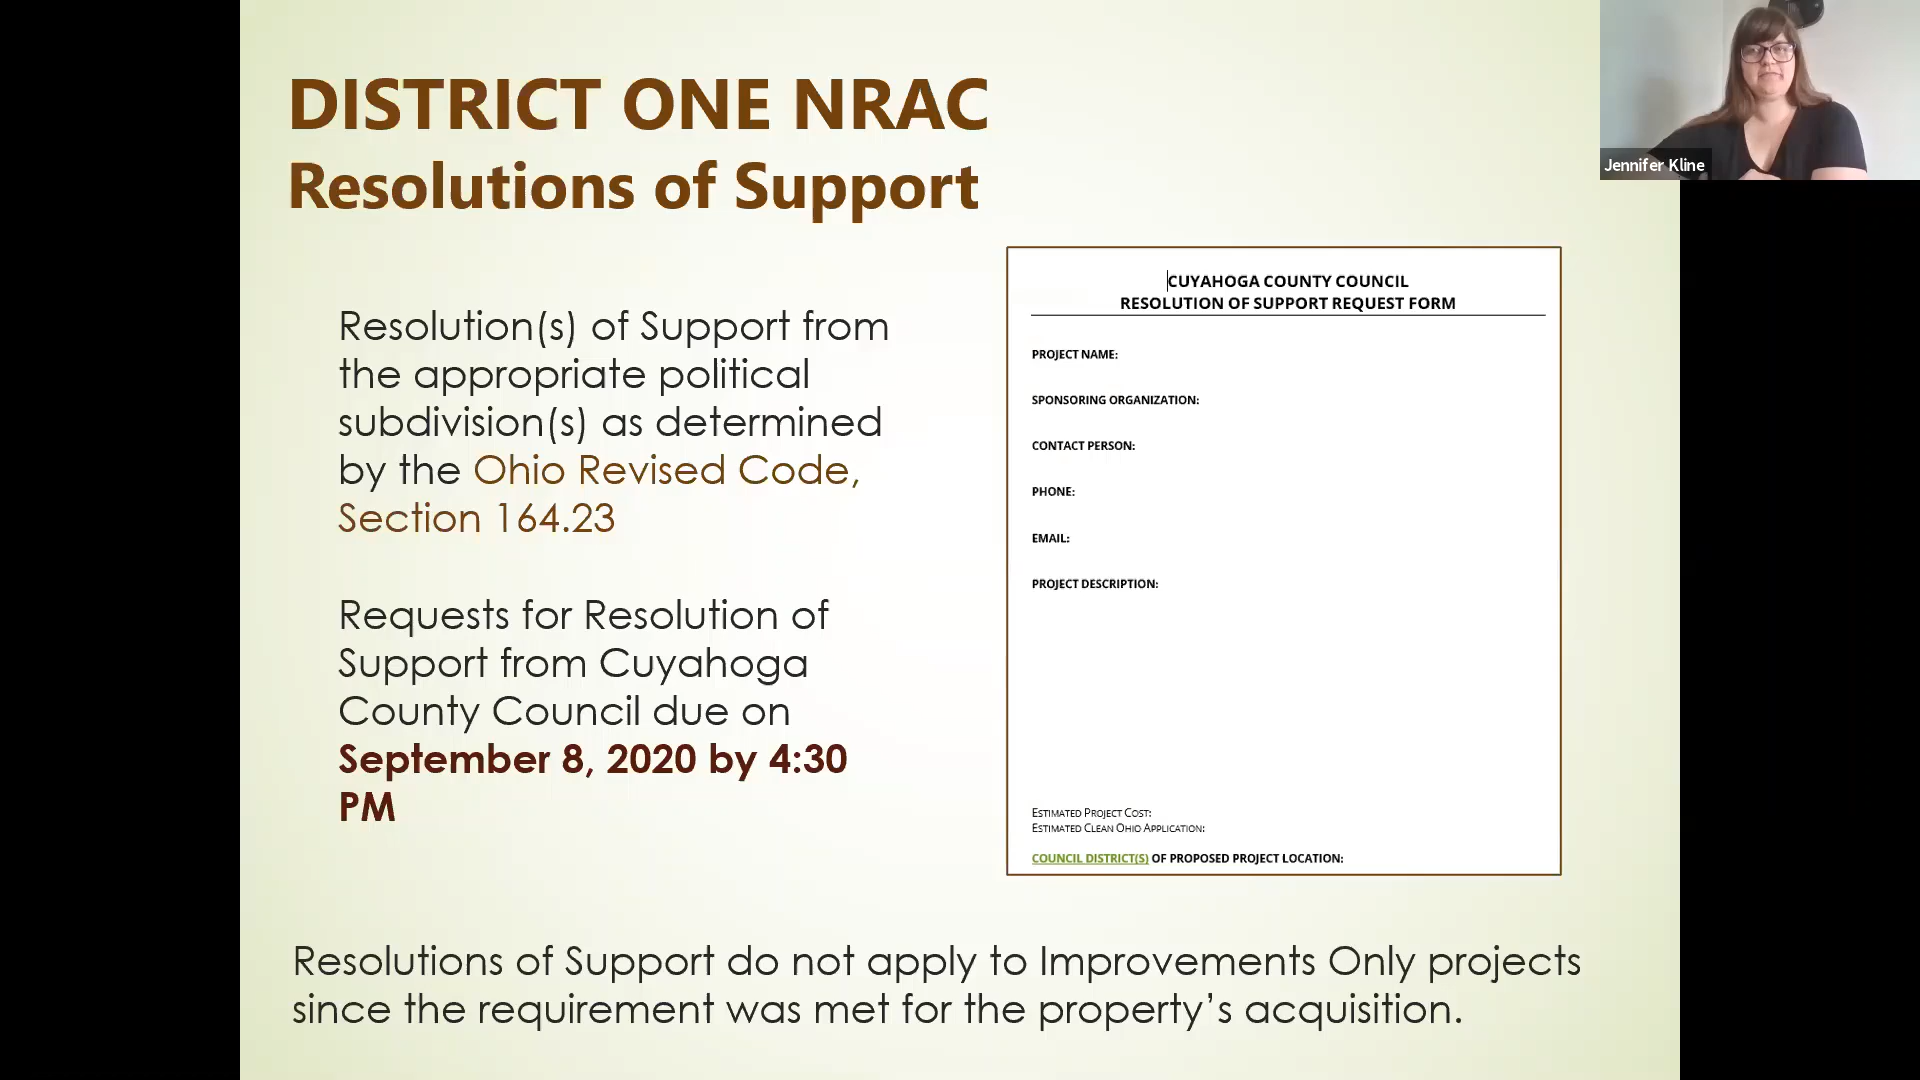 DISTRICT ONE NRAC
Resolutions of Support
Jennifer Kline
Resolution(s) of Support from
the appropriate political
subdivision(s) as determined
by the Ohio Revised Code,
Section 164.23
Requests for Resolution of
Support from Cuyahoga
County Council due on
September 8, 2020 by 4:30
PM
CUYAHOGA COUNTY COUNCIL
RESOLUTION OF SUPPORT REQUEST FORM
PROJECT NAME:
SPONSORING ORGANIZATION:
CONTACT PERSON:
PHONE:
EMAIL:
PROJECT DESCRIPTION:
ESTIMATED PROJECT COST:
ESTIMATED CLEAN OHIO APPLICATION:
COUNCIL DISTRICT(S) OF PROPOSED PROJECT LOCATION:
Resolutions of Support do not apply to Improvements Only projects
since the requirement was met for the property’s acquisition.